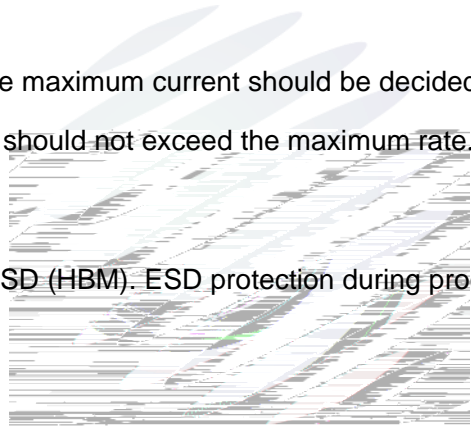 e maximum current should be decided
should not exceed the maximum rate.
SD (HBM). ESD protection during pro